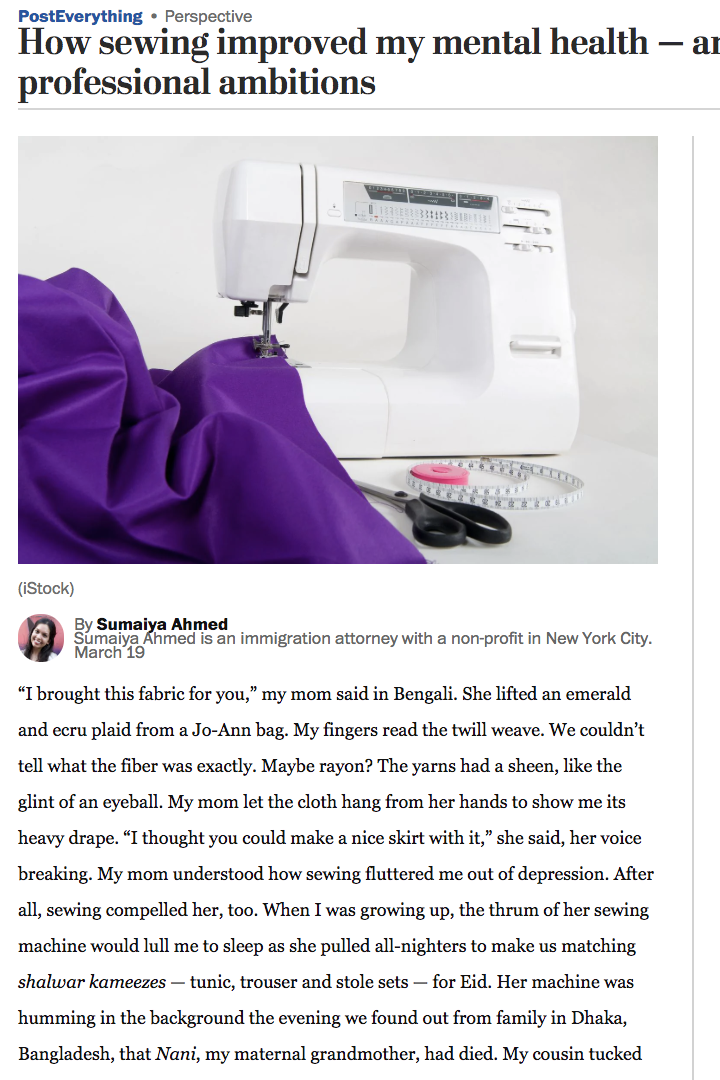 PostEverything • Perspective
How sewing improved my mental health — an
professional ambitions
(iStock)
By Sumaiya Ahmed
Sumaiya Ahmed is an immigration attorney with a non-profit in New York City.
March 19
“I brought this fabric for you,” my mom said in Bengali. She lifted an emerald
and ecru plaid from a Jo-Ann bag. My fingers read the twill weave. We couldn’t
tell what the fiber was exactly. Maybe rayon? The yarns had a sheen, like the
glint of an eyeball. My mom let the cloth hang from her hands to show me its
heavy drape. “I thought you could make a nice skirt with it,” she said, her voice
breaking. My mom understood how sewing fluttered me out of depression. After
all, sewing compelled her, too. When I was growing up, the thrum of her sewing
machine would lull me to sleep as she pulled all-nighters to make us matching
shalwar kameezes — tunic, trouser and stole sets — for Eid. Her machine was
humming in the background the evening we found out from family in Dhaka,
Bangladesh, that Nani, my maternal grandmother, had died. My cousin tucked